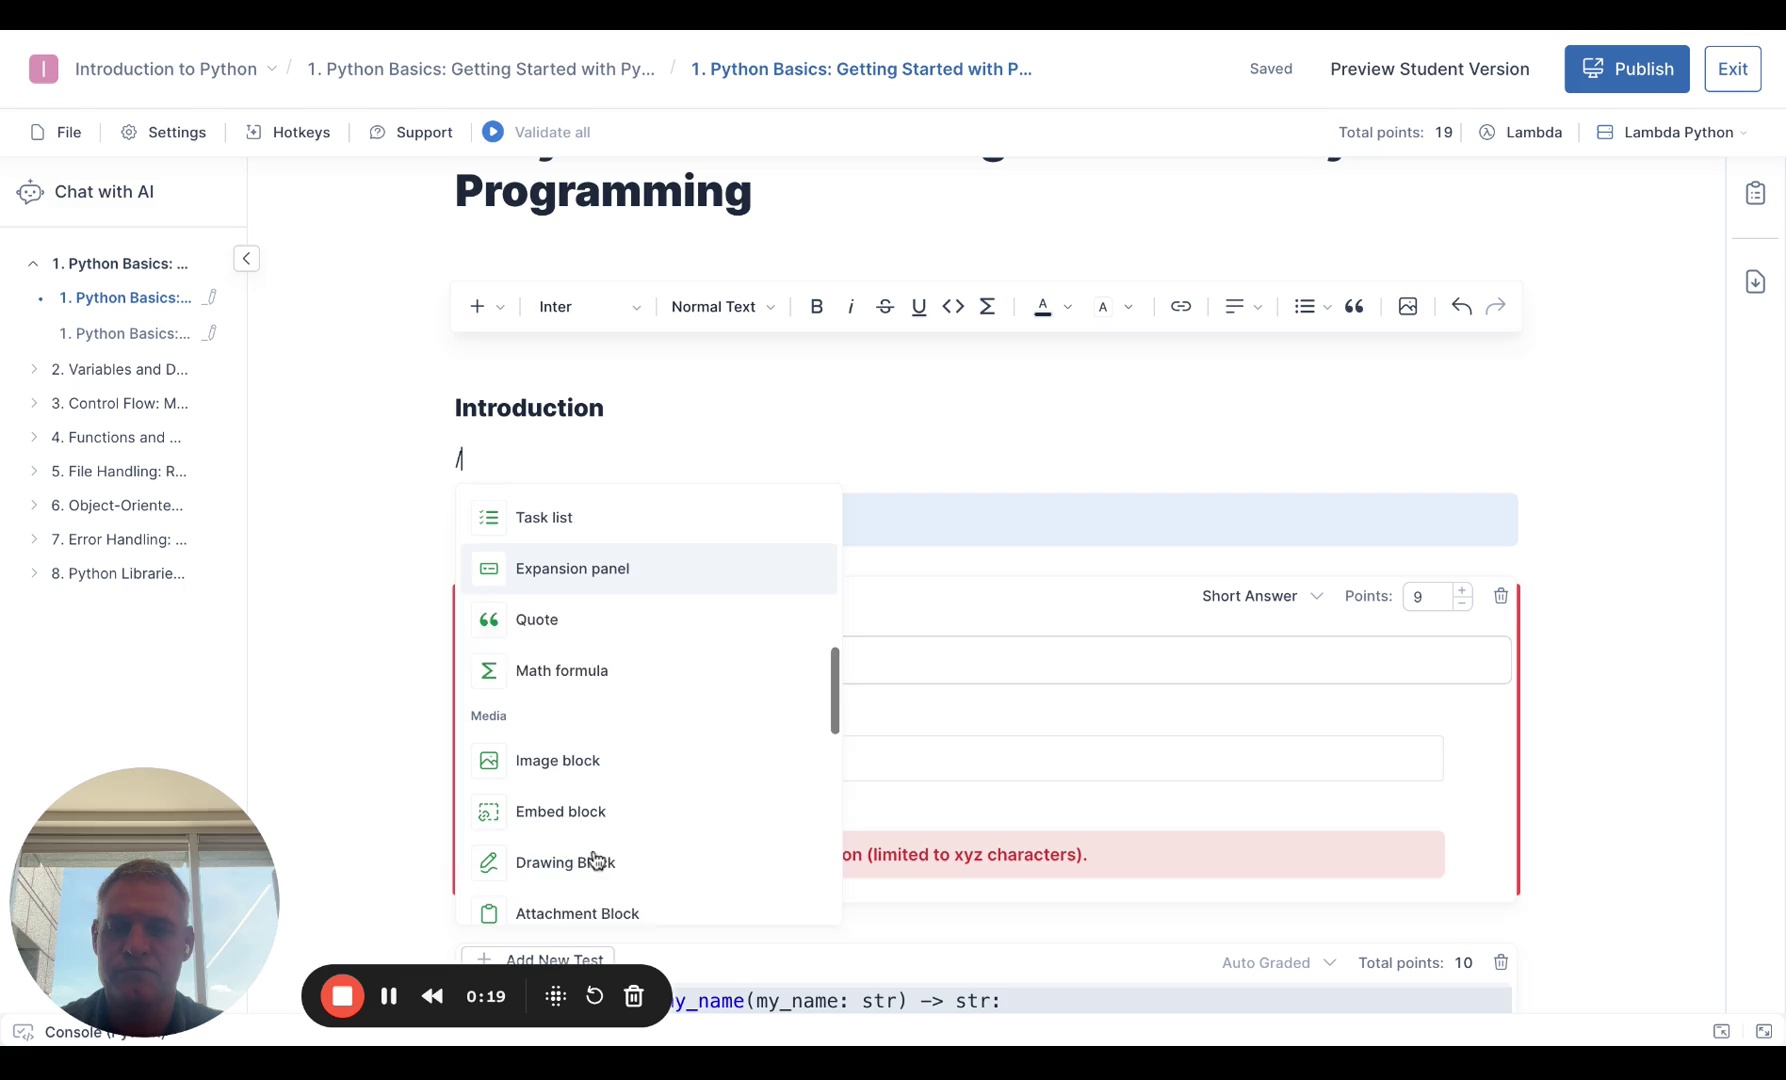 I Introduction to Python / 1. Python Basics: Getting Started with Py... / 1. Python Basics: Getting Started with P... Saved Preview Student Version Publish Exit
File Settings Hotkeys Support Validate all Total points: 19 Lambda Lambda Python
Chat with AI
Programming
1. Python Basics: ...
1. Python Basics:...
1. Python Basics:...
2. Variables and D...
3. Control Flow: M...
4. Functions and ...
5. File Handling: R...
6. Object-Oriente...
7. Error Handling: ...
8. Python Librarie...
Inter Normal Text B i S U <> Σ A A
Introduction
/
Task list
Expansion panel
Quote
Math formula
Media
Image block
Embed block
Drawing Block
Attachment Block
Short Answer Points: 9
on (limited to xyz characters).
Add New Test Auto Graded Total points: 10
my_name(my_name: str) -> str:
0:19
Console